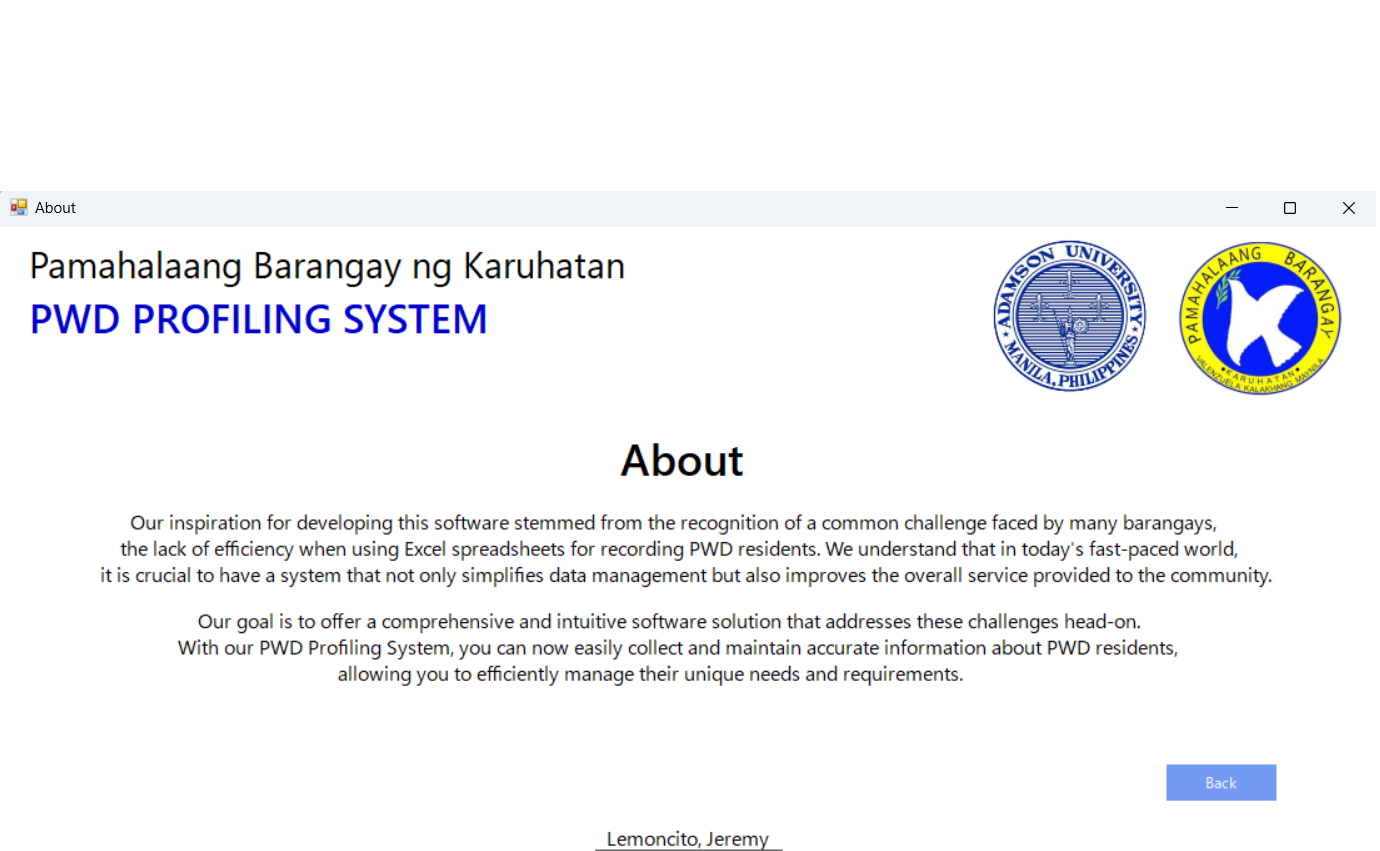 About
Pamahalaang Barangay ng Karuhatan
PWD PROFILING SYSTEM
ADAMSON UNIVERSITY
MANILA, PHILIPPINES
PAMAHALAANG BARANGAY
KARUHATAN
VALENZUELA KALAKHANG MAYNILA
About
Our inspiration for developing this software stemmed from the recognition of a common challenge faced by many barangays,
the lack of efficiency when using Excel spreadsheets for recording PWD residents. We understand that in today's fast-paced world,
it is crucial to have a system that not only simplifies data management but also improves the overall service provided to the community.
Our goal is to offer a comprehensive and intuitive software solution that addresses these challenges head-on.
With our PWD Profiling System, you can now easily collect and maintain accurate information about PWD residents,
allowing you to efficiently manage their unique needs and requirements.
Back
Lemoncito, Jeremy